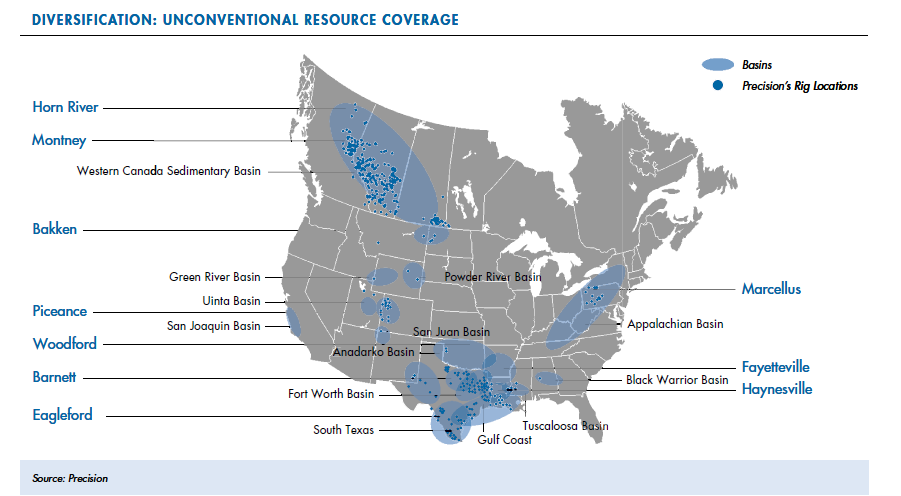 DIVERSIFICATION: UNCONVENTIONAL RESOURCE COVERAGE
Basins
Precision's Rig Locations
Horn River
Montney
Western Canada Sedimentary Basin
Bakken
Green River Basin
Powder River Basin
Uinta Basin
Piceance
San Joaquin Basin
Woodford
San Juan Basin
Anadarko Basin
Barnett
Fort Worth Basin
Eagleford
South Texas
Gulf Coast
Tuscaloosa Basin
Marcellus
Appalachian Basin
Fayetteville
Black Warrior Basin
Haynesville
Source: Precision